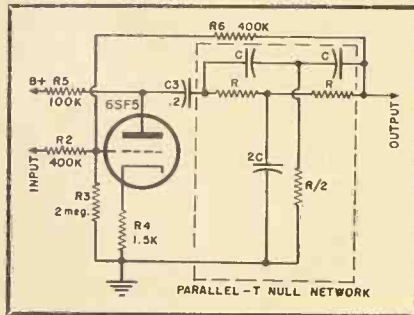 R6 400K
C
C
B+ R5
100K
6SF5
C3
.2
R
R
OUTPUT
INPUT
R2
400K
2C
R/2
R3
2 meg.
R4
1.5K
PARALLEL-T NULL NETWORK